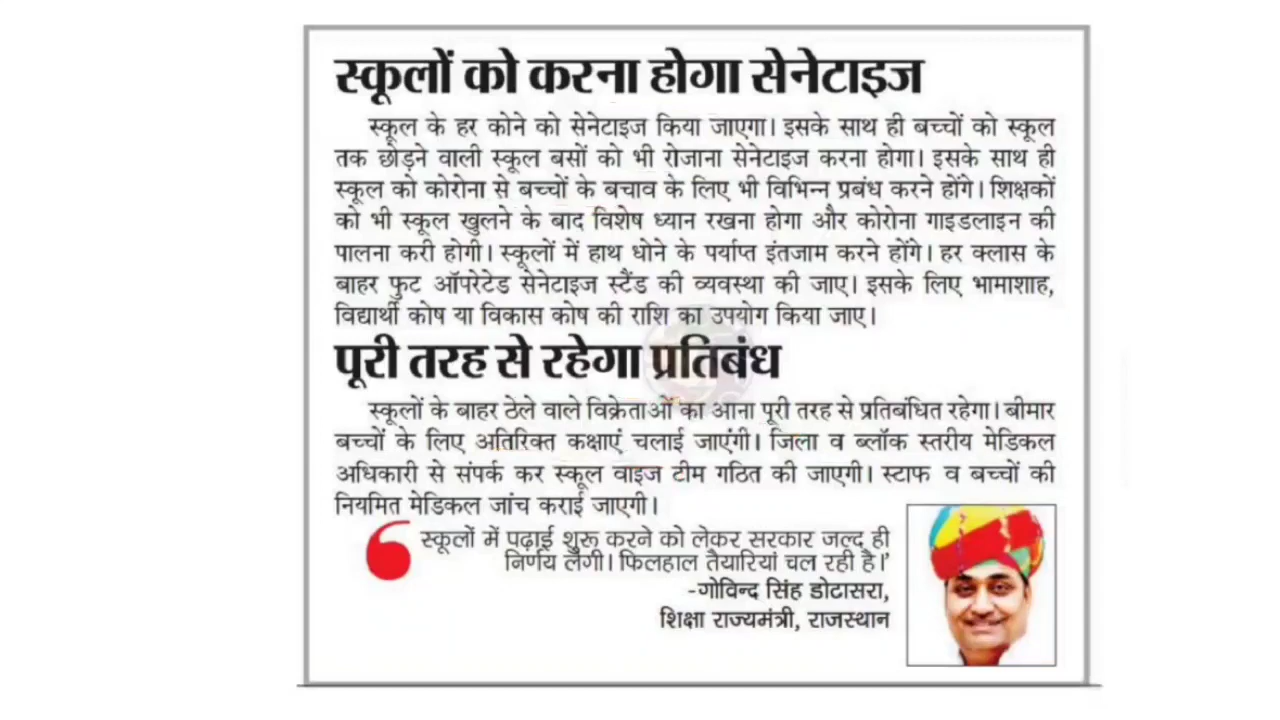 स्कूलों को करना होगा सेनेटाइज
स्कूल के हर कोने को सेनेटाइज किया जाएगा। इसके साथ ही बच्चों को स्कूल
तक छोड़ने वाली स्कूल बसों को भी रोजाना सेनेटाइज करना होगा। इसके साथ ही
स्कूल को कोरोना से बच्चों के बचाव के लिए भी विभिन्न प्रबंध करने होंगे। शिक्षकों
को भी स्कूल खुलने के बाद विशेष ध्यान रखना होगा और कोरोना गाइडलाइन की
पालना करी होगी। स्कूलों में हाथ धोने के पर्याप्त इंतजाम करने होंगे। हर क्लास के
बाहर फुट ऑपरेटेड सेनेटाइज स्टैंड की व्यवस्था की जाए। इसके लिए भामाशाह,
विद्यार्थी कोष या विकास कोष की राशि का उपयोग किया जाए।
पूरी तरह से रहेगा प्रतिबंध
स्कूलों के बाहर ठेले वाले विक्रेताओं का आना पूरी तरह से प्रतिबंधित रहेगा। बीमार
बच्चों के लिए अतिरिक्त कक्षाएं चलाई जाएंगी। जिला व ब्लॉक स्तरीय मेडिकल
अधिकारी से संपर्क कर स्कूल वाइज टीम गठित की जाएगी। स्टाफ व बच्चों की
नियमित मेडिकल जांच कराई जाएगी।
‘स्कूलों में पढ़ाई शुरू करने को लेकर सरकार जल्द ही
निर्णय लेगी। फिलहाल तैयारियां चल रही है।’
-गोविन्द सिंह डोटासरा,
शिक्षा राज्यमंत्री, राजस्थान